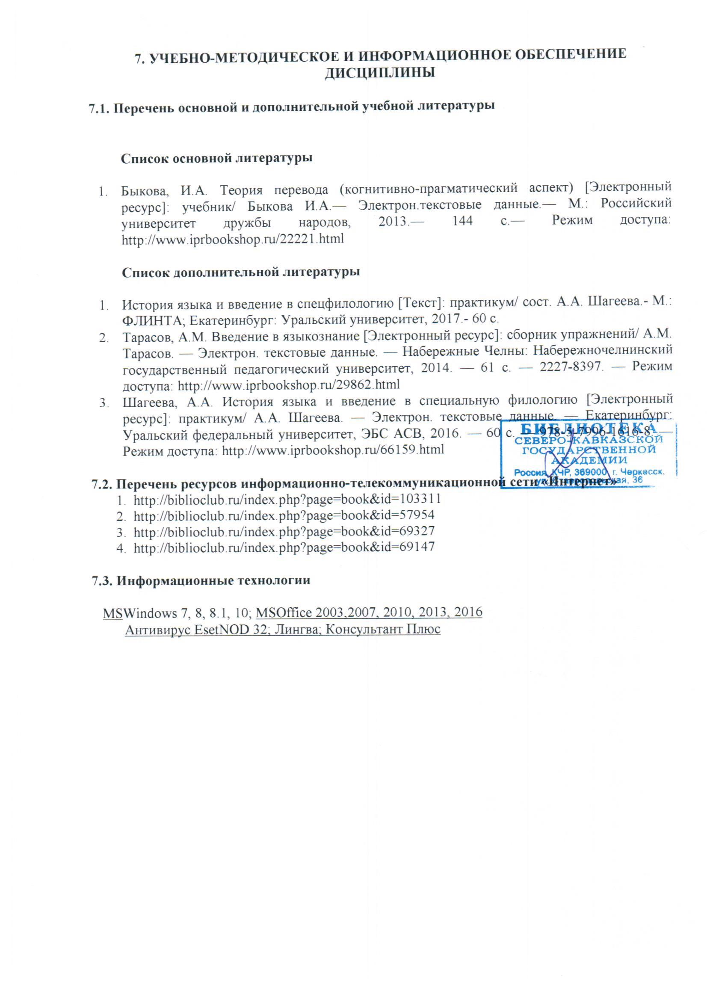 7. УЧЕБНО-МЕТОДИЧЕСКОЕ И ИНФОРМАЦИОННОЕ ОБЕСПЕЧЕНИЕ
ДИСЦИПЛИНЫ
7.1. Перечень основной и дополнительной учебной литературы
Список основной литературы
1. Быкова, И.А. Теория перевода (когнитивно-прагматический аспект) [Электронный
ресурс]: учебник/ Быкова И.А.— Электрон.текстовые данные.— М.: Российский
университет дружбы народов, 2013.— 144 с.— Режим доступа:
http://www.iprbookshop.ru/22221.html
Список дополнительной литературы
1. История языка и введение в спецфилологию [Текст]: практикум/ сост. А.А. Шагеева.- М.:
ФЛИНТА; Екатеринбург: Уральский университет, 2017.- 60 с.
2. Тарасов, А.М. Введение в языкознание [Электронный ресурс]: сборник упражнений/ А.М.
Тарасов. — Электрон. текстовые данные. — Набережные Челны: Набережночелнинский
государственный педагогический университет, 2014. — 61 с. — 2227-8397. — Режим
доступа: http://www.iprbookshop.ru/29862.html
3. Шагеева, А.А. История языка и введение в специальную филологию [Электронный
ресурс]: практикум/ А.А. Шагеева. — Электрон. текстовые данные. — Екатеринбург:
Уральский федеральный университет, ЭБС АСВ, 2016. — 60 с. — 978-5-7996-1616-8. —
Режим доступа: http://www.iprbookshop.ru/66159.html
БИБЛИОТЕКА
СЕВЕРО-КАВКАЗСКОЙ
ГОСУДАРСТВЕННОЙ
АКАДЕМИИ
Россия, КЧР, 369000, г. Черкесск,
ул. Ставропольская, 36
7.2. Перечень ресурсов информационно-телекоммуникационной сети «Интернет»
1. http://biblioclub.ru/index.php?page=book&id=103311
2. http://biblioclub.ru/index.php?page=book&id=57954
3. http://biblioclub.ru/index.php?page=book&id=69327
4. http://biblioclub.ru/index.php?page=book&id=69147
7.3. Информационные технологии
MSWindows 7, 8, 8.1, 10; MSOffice 2003,2007, 2010, 2013, 2016
Антивирус EsetNOD 32; Лингва; Консультант Плюс